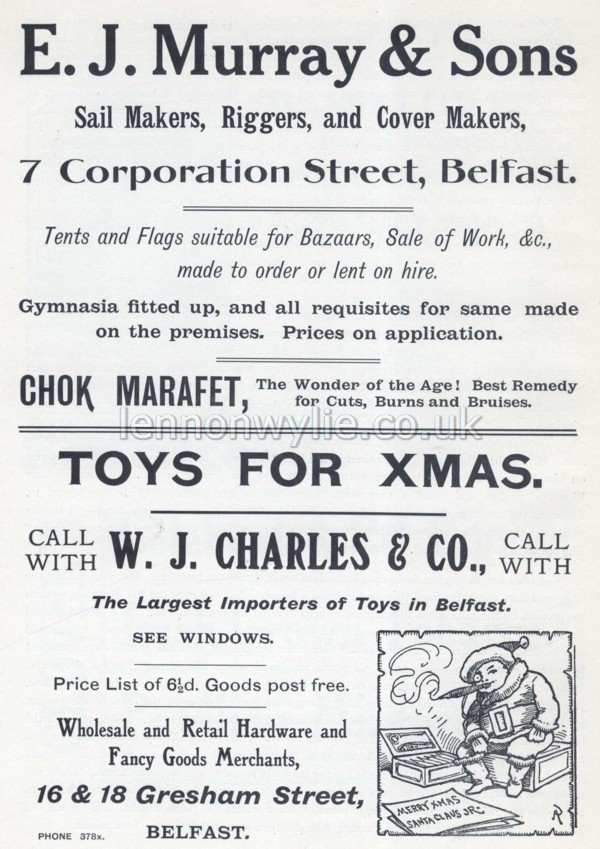 E. J. Murray & Sons
Sail Makers, Riggers, and Cover Makers,
7 Corporation Street, Belfast.
Tents and Flags suitable for Bazaars, Sale of Work, &c.,
made to order or lent on hire.
Gymnasia fitted up, and all requisites for same made
on the premises. Prices on application.
CHOK MARAFET, The Wonder of the Age! Best Remedy
for Cuts, Burns and Bruises.
lennonwylie.co.uk
TOYS FOR XMAS.
CALL WITH W. J. CHARLES & CO., CALL WITH
The Largest Importers of Toys in Belfast.
SEE WINDOWS.
Price List of 6½d. Goods post free.
Wholesale and Retail Hardware and
Fancy Goods Merchants,
16 & 18 Gresham Street,
PHONE 378x. BELFAST.
MERRY XMAS
SANTA CLAUS JR.
R